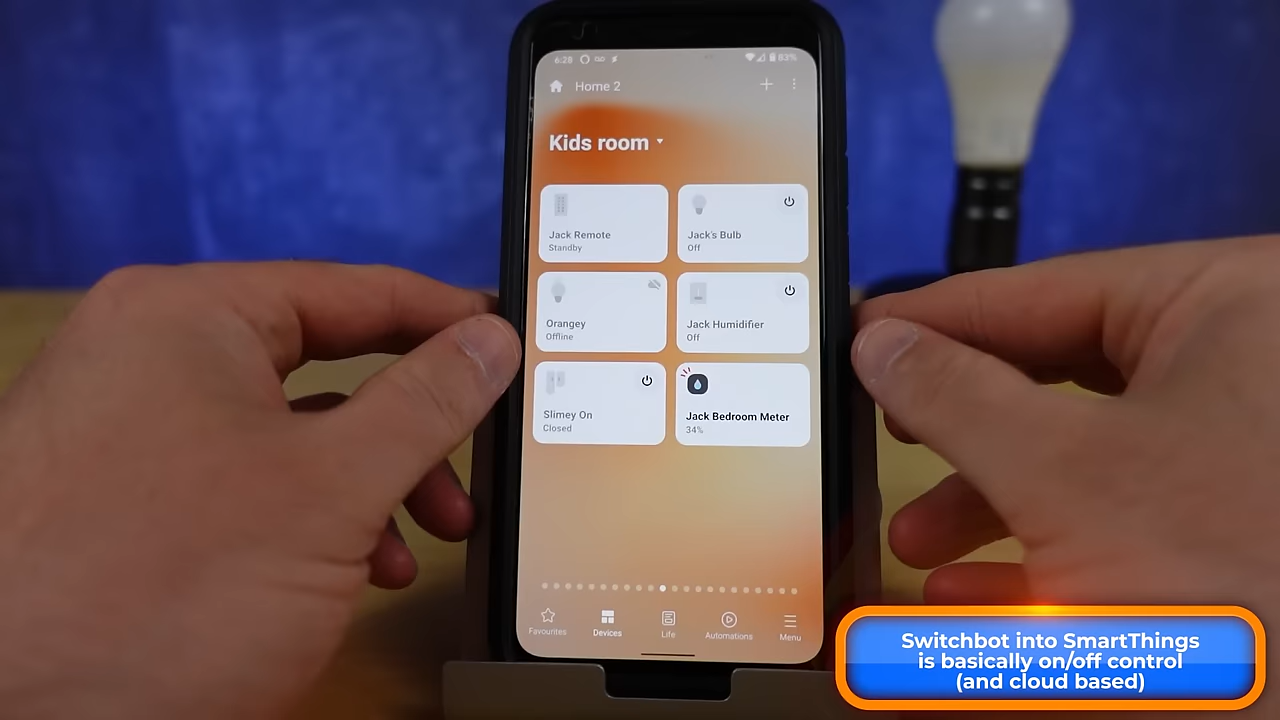 6:28
83%
Home 2
Kids room
Jack Remote
Standby
Jack's Bulb
Off
Orangey
Offline
Jack Humidifier
Off
Slimey On
Closed
Jack Bedroom Meter
34%
Favourites
Devices
Life
Automations
Menu
Switchbot into SmartThings
is basically on/off control
(and cloud based)